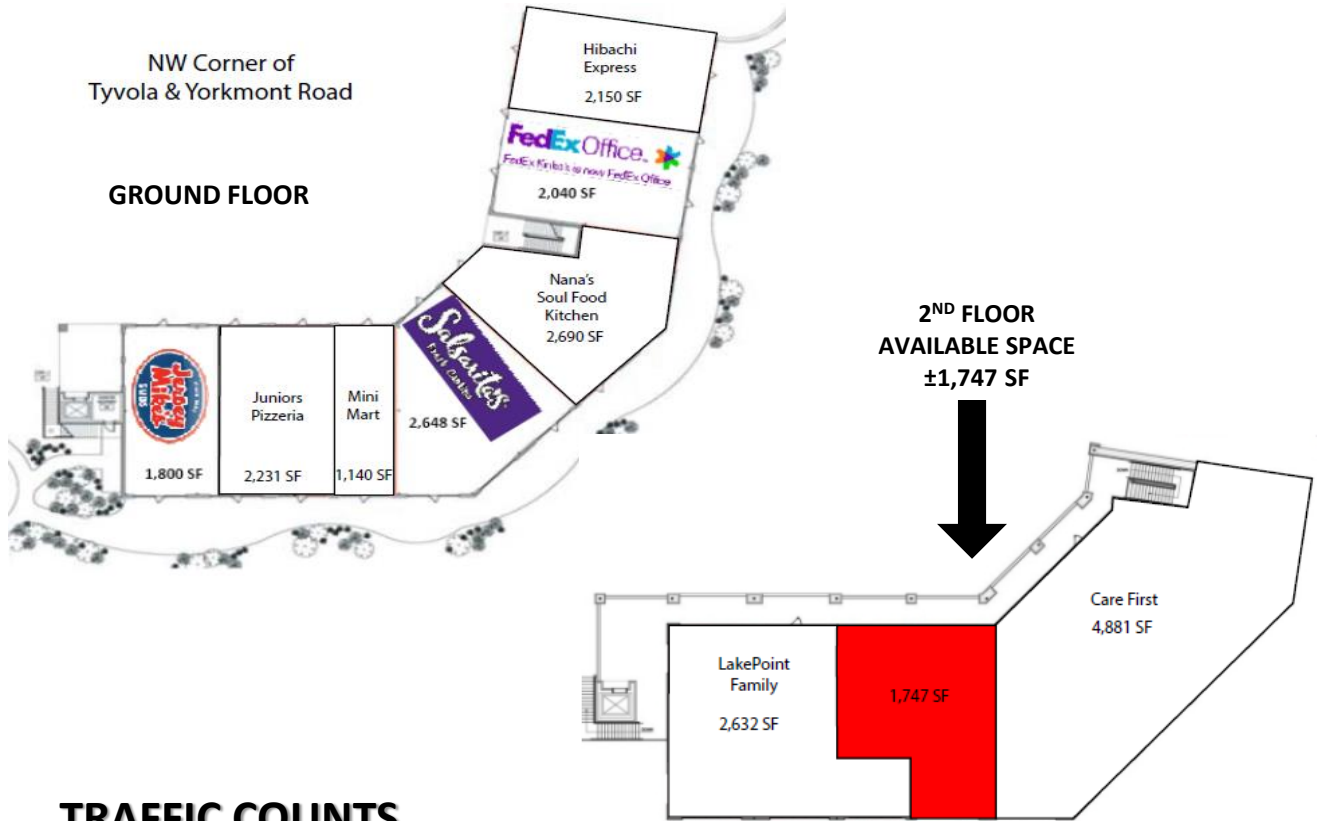 NW Corner of
Tyvola & Yorkmont Road
GROUND FLOOR
Hibachi
Express
2,150 SF
FedEx Office
FedEx Kinko's is now FedEx Office
2,040 SF
Nana's
Soul Food
Kitchen
2,690 SF
Salsarita's
2,648 SF
Jersey
Mike's
SUBS
1,800 SF
Juniors
Pizzeria
2,231 SF
Mini
Mart
1,140 SF
2ND FLOOR
AVAILABLE SPACE
±1,747 SF
Care First
4,881 SF
LakePoint
Family
2,632 SF
1,747 SF
TRAFFIC COUNTS